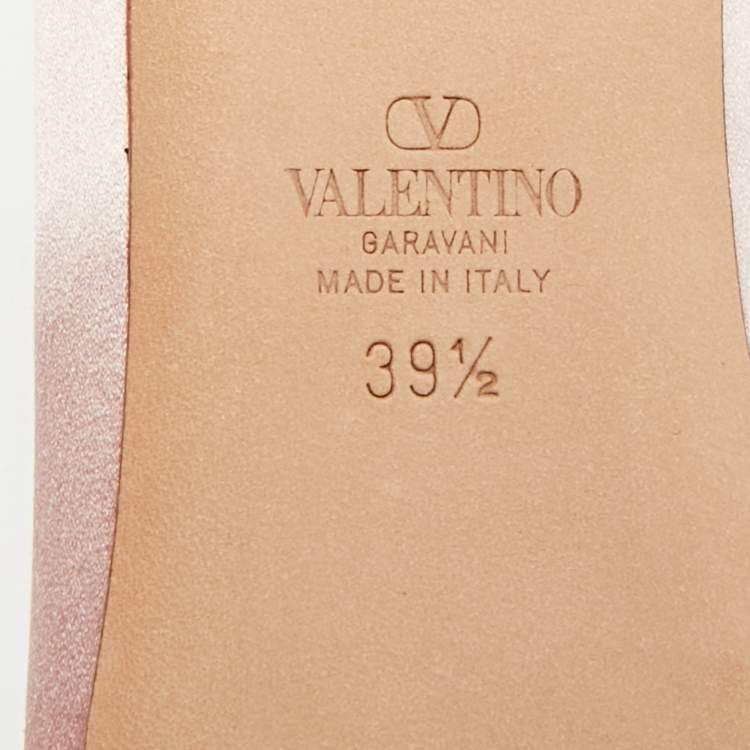 V
VALENTINO
GARAVANI
MADE IN ITALY
39½